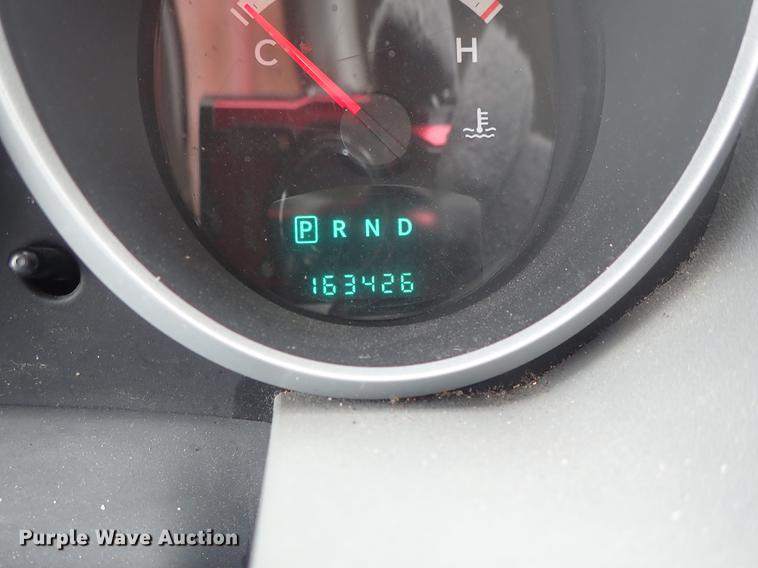 C H
P R N D
163426
Purple Wave Auction